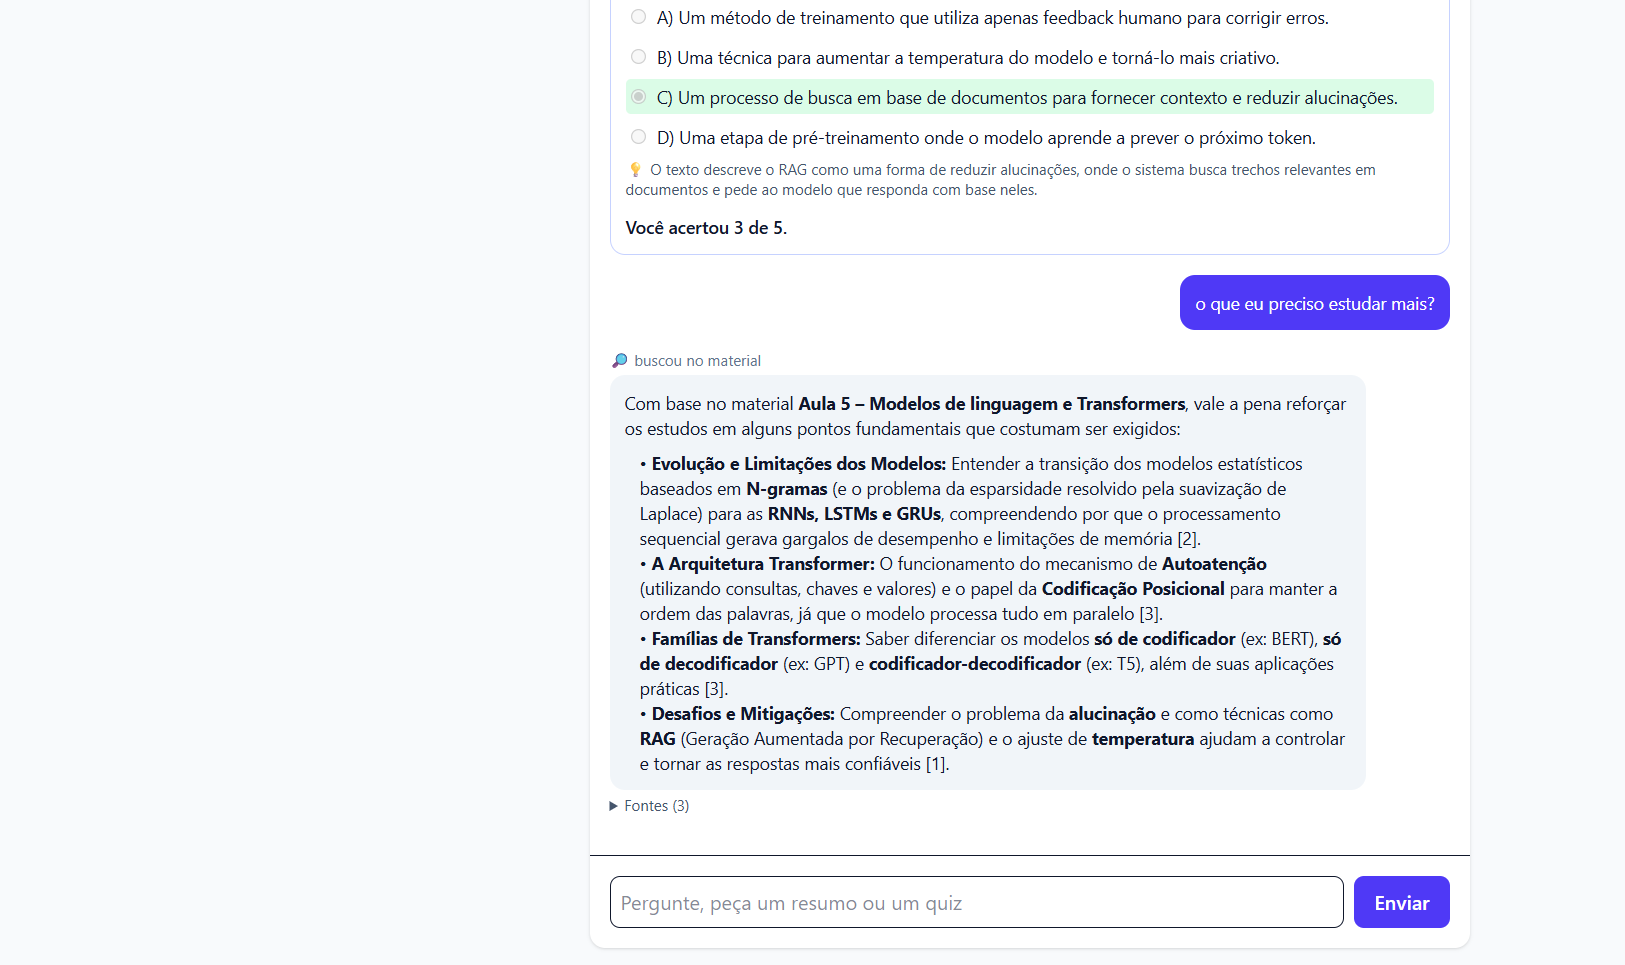 A) Um método de treinamento que utiliza apenas feedback humano para corrigir erros.
B) Uma técnica para aumentar a temperatura do modelo e torná-lo mais criativo.
C) Um processo de busca em base de documentos para fornecer contexto e reduzir alucinações.
D) Uma etapa de pré-treinamento onde o modelo aprende a prever o próximo token.
💡 O texto descreve o RAG como uma forma de reduzir alucinações, onde o sistema busca trechos relevantes em
documentos e pede ao modelo que responda com base neles.
Você acertou 3 de 5.
o que eu preciso estudar mais?
🔎 buscou no material
Com base no material Aula 5 – Modelos de linguagem e Transformers, vale a pena reforçar
os estudos em alguns pontos fundamentais que costumam ser exigidos:
• Evolução e Limitações dos Modelos: Entender a transição dos modelos estatísticos
baseados em N-gramas (e o problema da esparsidade resolvido pela suavização de
Laplace) para as RNNs, LSTMs e GRUs, compreendendo por que o processamento
sequencial gerava gargalos de desempenho e limitações de memória [2].
• A Arquitetura Transformer: O funcionamento do mecanismo de Autoatenção
(utilizando consultas, chaves e valores) e o papel da Codificação Posicional para manter a
ordem das palavras, já que o modelo processa tudo em paralelo [3].
• Famílias de Transformers: Saber diferenciar os modelos só de codificador (ex: BERT), só
de decodificador (ex: GPT) e codificador-decodificador (ex: T5), além de suas aplicações
práticas [3].
• Desafios e Mitigações: Compreender o problema da alucinação e como técnicas como
RAG (Geração Aumentada por Recuperação) e o ajuste de temperatura ajudam a controlar
e tornar as respostas mais confiáveis [1].
▶ Fontes (3)
Pergunte, peça um resumo ou um quiz
Enviar